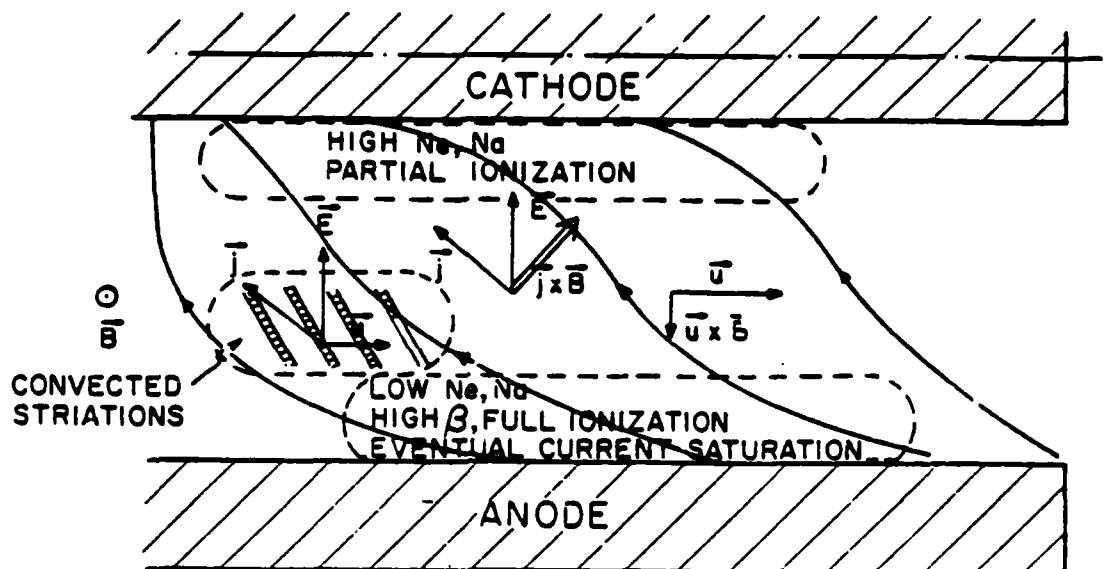 CATHODE
HIGH Ne, Na
PARTIAL IONIZATION
E
E
j
j
j x B
u
u x b
B
CONVECTED
STRIATIONS
LOW Ne, Na
HIGH β, FULL IONIZATION
EVENTUAL CURRENT SATURATION
ANODE